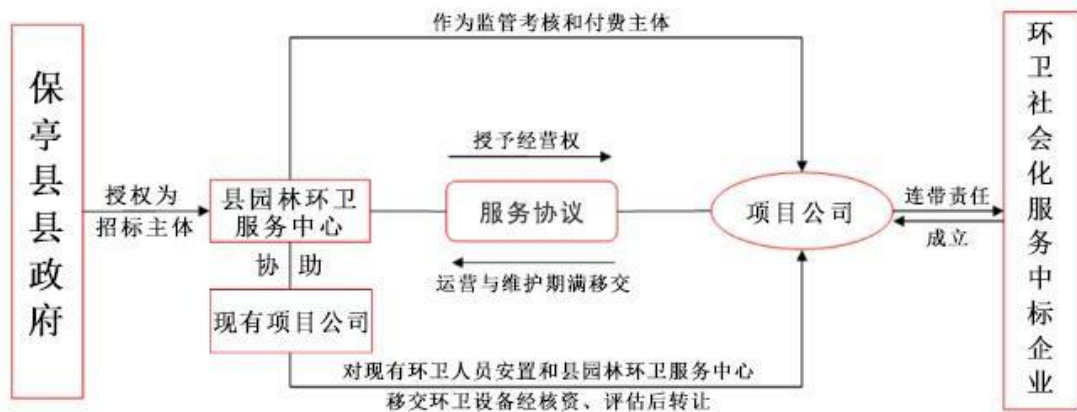 作为监管考核和付费主体
保亭县县政府
授权为
招标主体
县园林环卫
服务中心
授予经营权
服务协议
运营与维护期满移交
项目公司
连带责任
成立
环卫社会化服务中标企业
协助
现有项目公司
对现有环卫人员安置和县园林环卫服务中心
移交环卫设备经核资、评估后转让